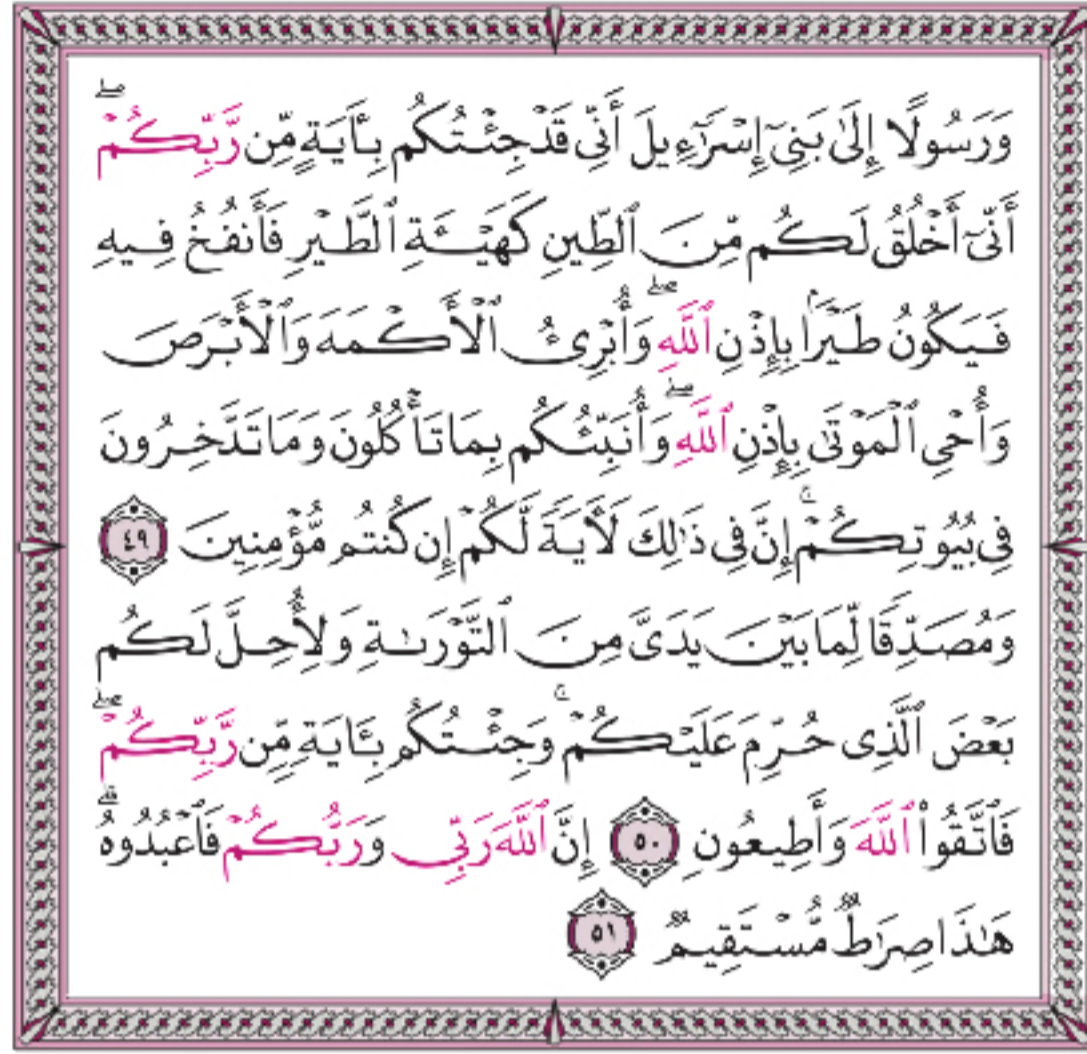 وَرَسُولًا إِلَىٰ بَنِىٓ إِسْرَٰٓءِيلَ أَنِّى قَدْ جِئْتُكُم بِـَٔايَةٍ مِّن رَّبِّكُمْ ۖ
أَنِّىٓ أَخْلُقُ لَكُم مِّنَ ٱلطِّينِ كَهَيْـَٔةِ ٱلطَّيْرِ فَأَنفُخُ فِيهِ
فَيَكُونُ طَيْرًۢا بِإِذْنِ ٱللَّهِ ۖ وَأُبْرِئُ ٱلْأَكْمَهَ وَٱلْأَبْرَصَ
وَأُحْىِ ٱلْمَوْتَىٰ بِإِذْنِ ٱللَّهِ ۖ وَأُنَبِّئُكُم بِمَا تَأْكُلُونَ وَمَا تَدَّخِرُونَ
فِى بُيُوتِكُمْ ۚ إِنَّ فِى ذَٰلِكَ لَـَٔايَةً لَّكُمْ إِن كُنتُم مُّؤْمِنِينَ ٤٩
وَمُصَدِّقًا لِّمَا بَيْنَ يَدَىَّ مِنَ ٱلتَّوْرَىٰةِ وَلِأُحِلَّ لَكُم
بَعْضَ ٱلَّذِى حُرِّمَ عَلَيْكُمْ ۚ وَجِئْتُكُم بِـَٔايَةٍ مِّن رَّبِّكُمْ ۖ
فَٱتَّقُوا۟ ٱللَّهَ وَأَطِيعُونِ ٥٠ إِنَّ ٱللَّهَ رَبِّى وَرَبُّكُمْ فَٱعْبُدُوهُ ۗ
هَٰذَا صِرَٰطٌ مُّسْتَقِيمٌ ٥١